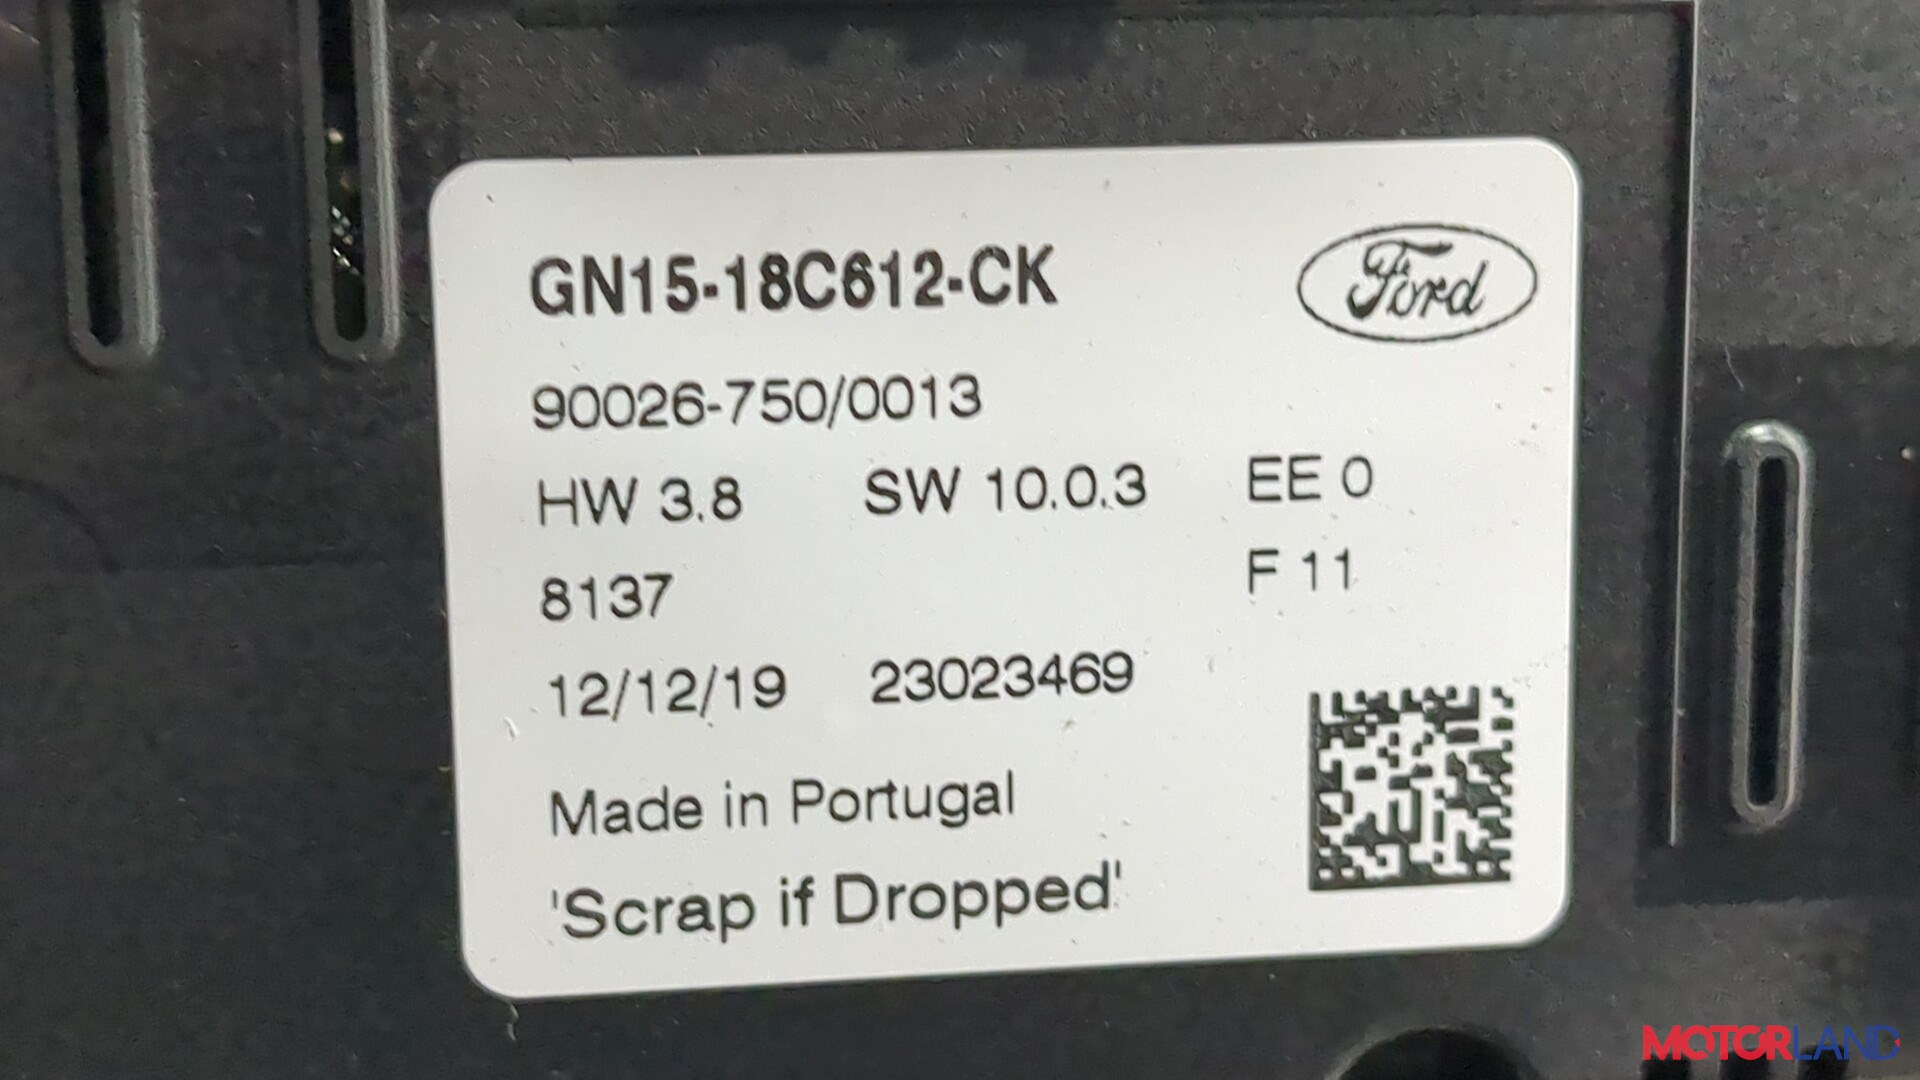 GN15-18C612-CK
Ford
90026-750/0013
HW 3.8 SW 10.0.3 EE 0
8137 F 11
12/12/19 23023469
Made in Portugal
'Scrap if Dropped'
MOTORLAND